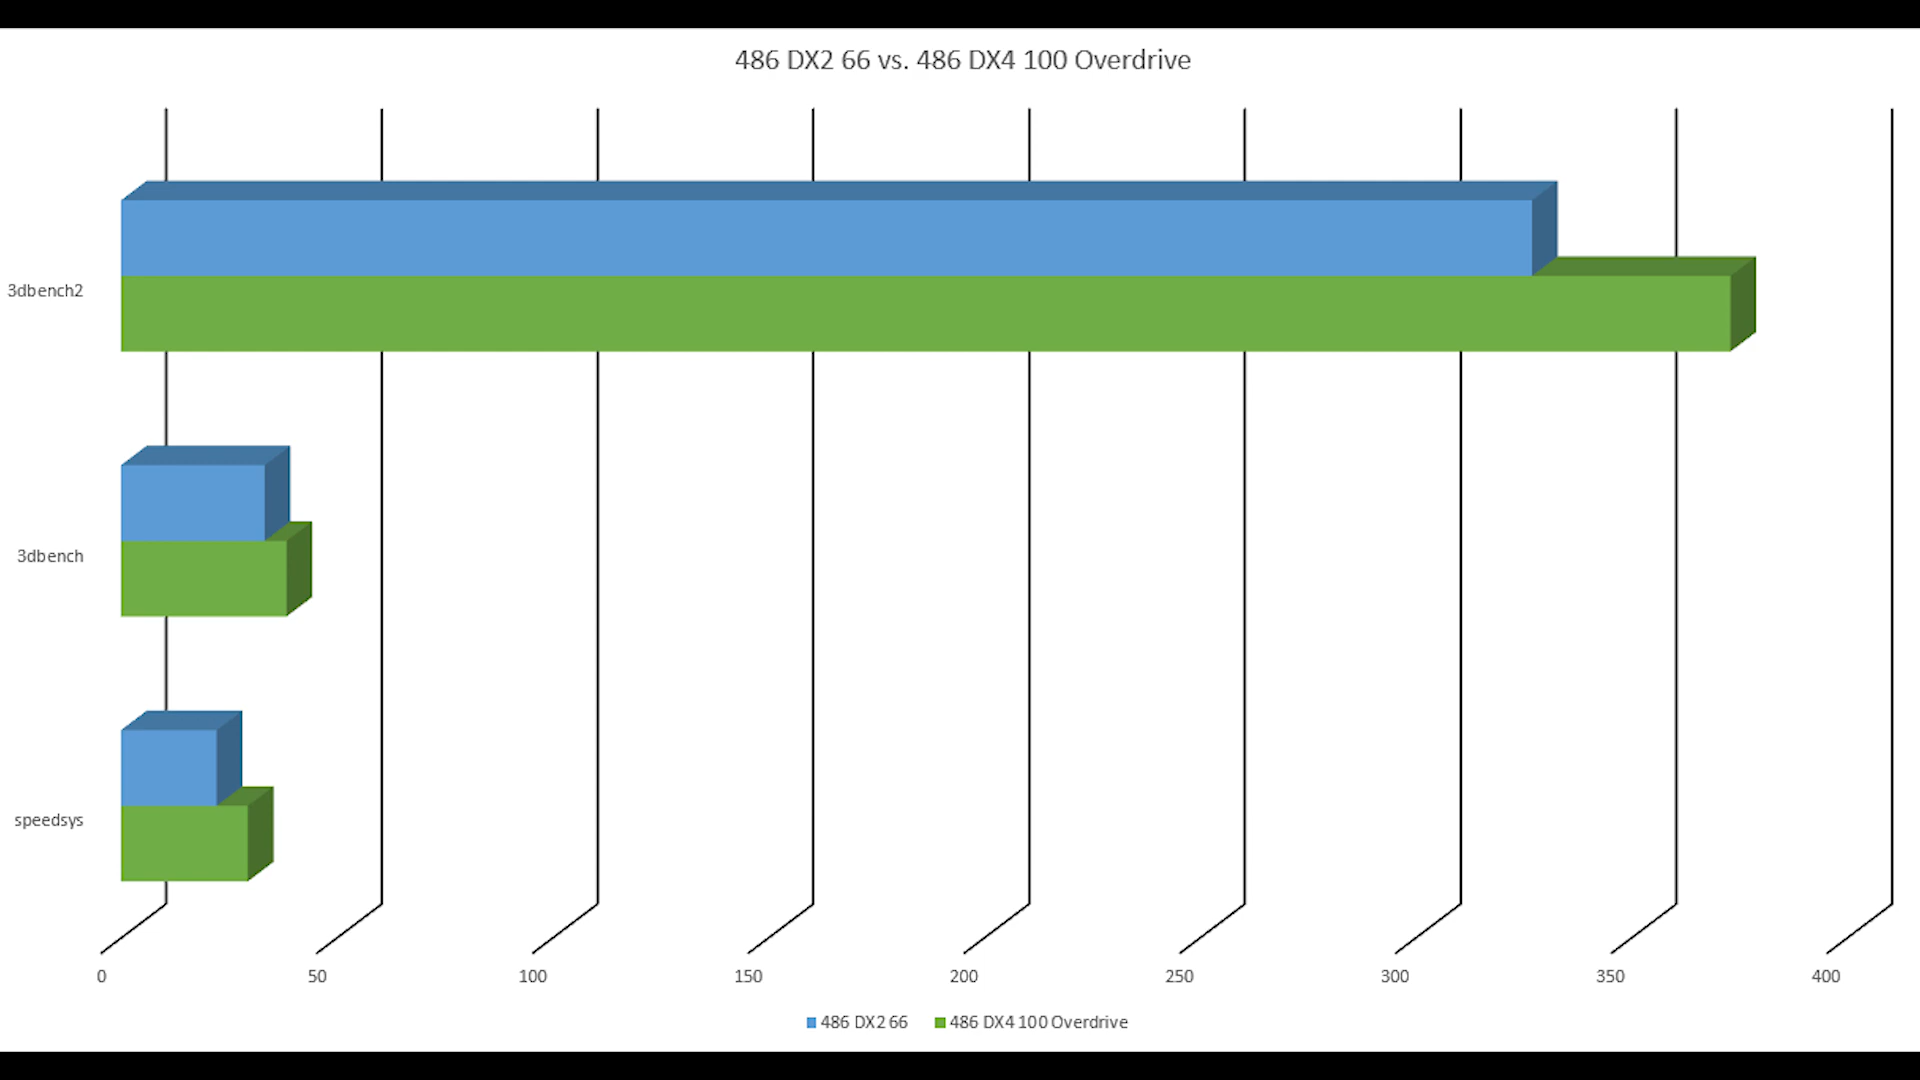 486 DX2 66 vs. 486 DX4 100 Overdrive
3dbench2
3dbench
speedsys
0 50 100 150 200 250 300 350 400
486 DX2 66 486 DX4 100 Overdrive